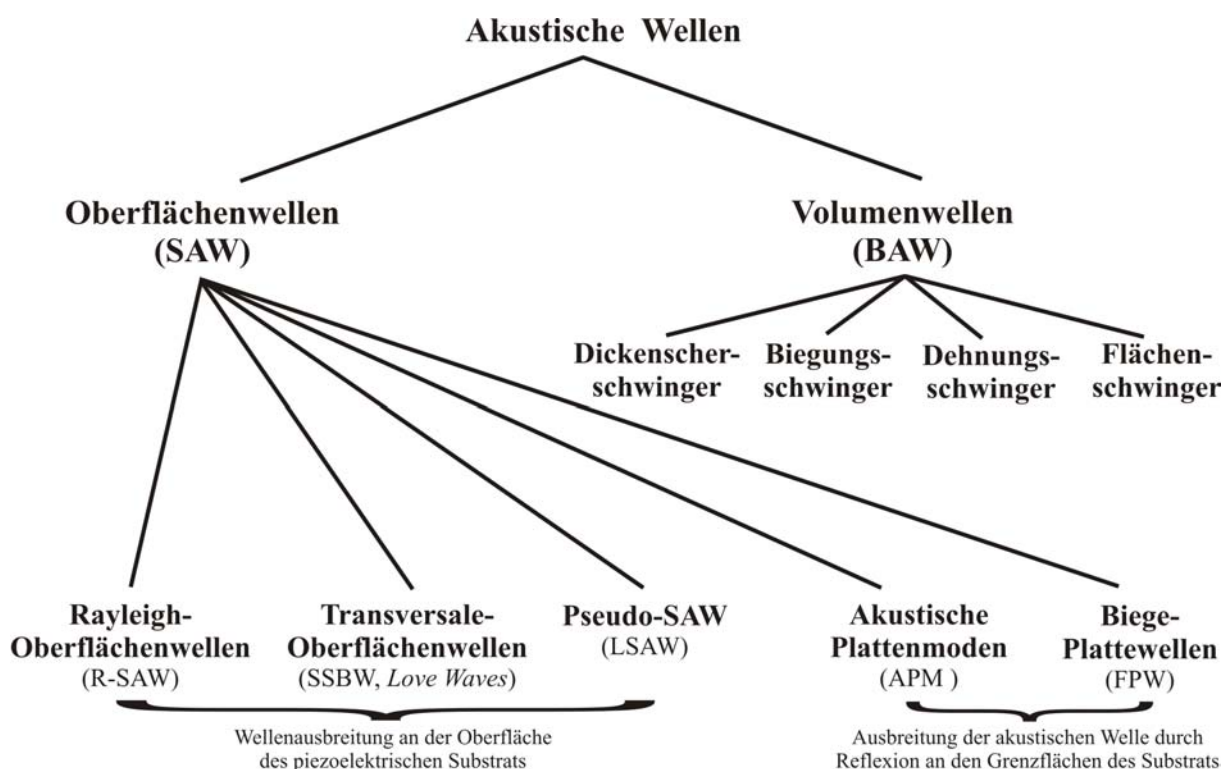 Akustische Wellen
Oberflächenwellen
(SAW)
Volumenwellen
(BAW)
Dickenscher-
schwinger
Biegungs-
schwinger
Dehnungs-
schwinger
Flächen-
schwinger
Rayleigh-
Oberflächenwellen
(R-SAW)
Transversale-
Oberflächenwellen
(SSBW, Love Waves)
Pseudo-SAW
(LSAW)
Akustische
Plattenmoden
(APM )
Biege-
Plattewellen
(FPW)
Wellenausbreitung an der Oberfläche
des piezoelektrischen Substrats
Ausbreitung der akustischen Welle durch
Reflexion an den Grenzflächen des Substrats